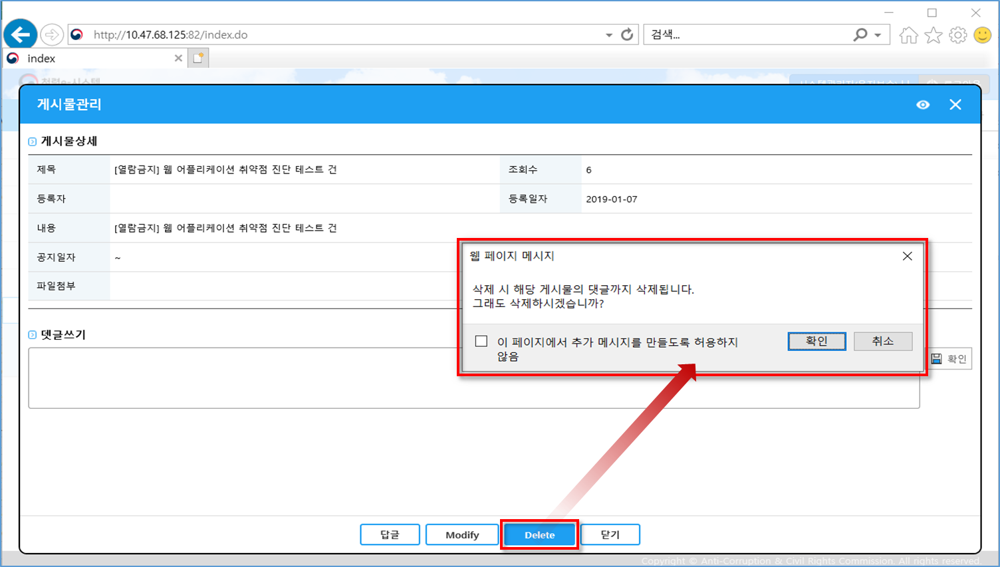 http://10.47.68.125:82/index.do
검색...
index
청렴e-시스템
게시물관리
게시물상세
제목 [열람금지] 웹 어플리케이션 취약점 진단 테스트 건 조회수 6
등록자 등록일자 2019-01-07
내용 [열람금지] 웹 어플리케이션 취약점 진단 테스트 건
공지일자 ~
파일첨부
웹 페이지 메시지
삭제 시 해당 게시물의 댓글까지 삭제됩니다.
그래도 삭제하시겠습니까?
이 페이지에서 추가 메시지를 만들도록 허용하지
않음
확인 취소
뎃글쓰기
확인
답글 Modify Delete 닫기
Copyright © Anti-Corruption & Civil Rights Commission. All rights reserved.